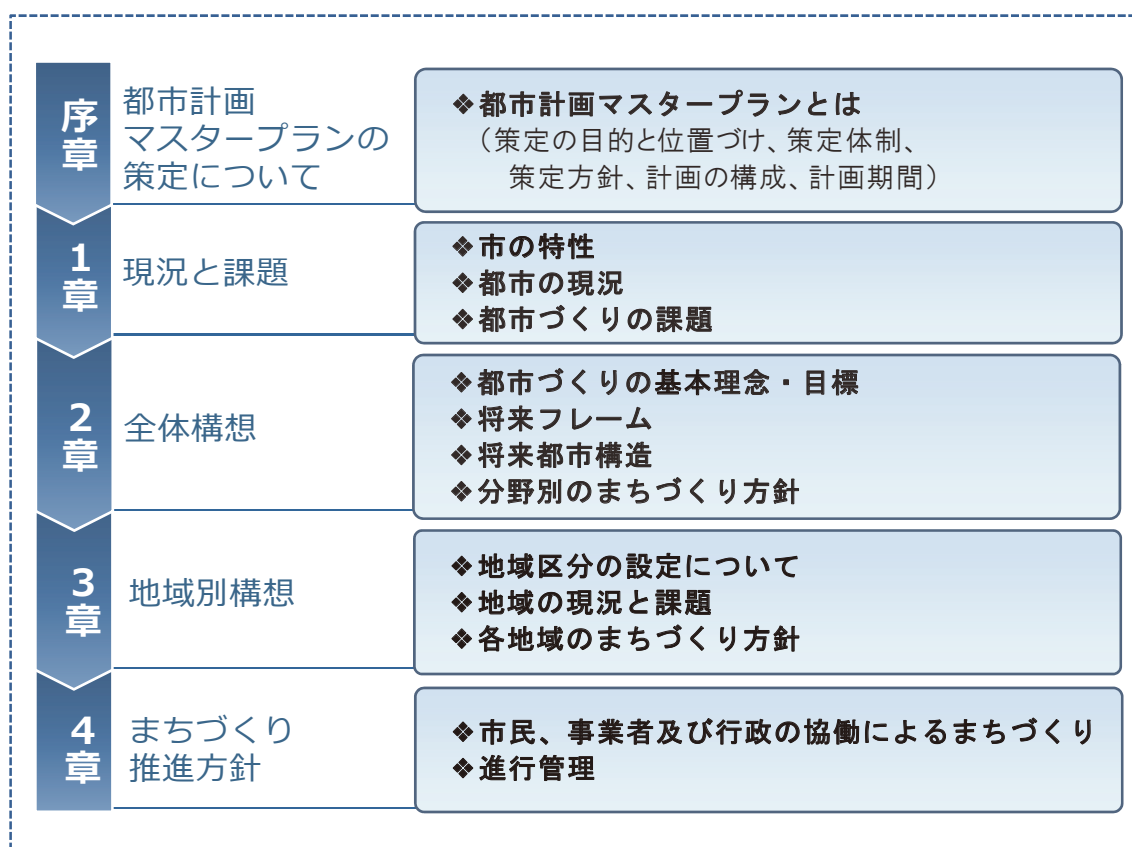 序章
都市計画
マスタープランの
策定について
❖都市計画マスタープランとは
（策定の目的と位置づけ、策定体制、
策定方針、計画の構成、計画期間）
1章
現況と課題
❖市の特性
❖都市の現況
❖都市づくりの課題
2章
全体構想
❖都市づくりの基本理念・目標
❖将来フレーム
❖将来都市構造
❖分野別のまちづくり方針
3章
地域別構想
❖地域区分の設定について
❖地域の現況と課題
❖各地域のまちづくり方針
4章
まちづくり
推進方針
❖市民、事業者及び行政の協働によるまちづくり
❖進行管理